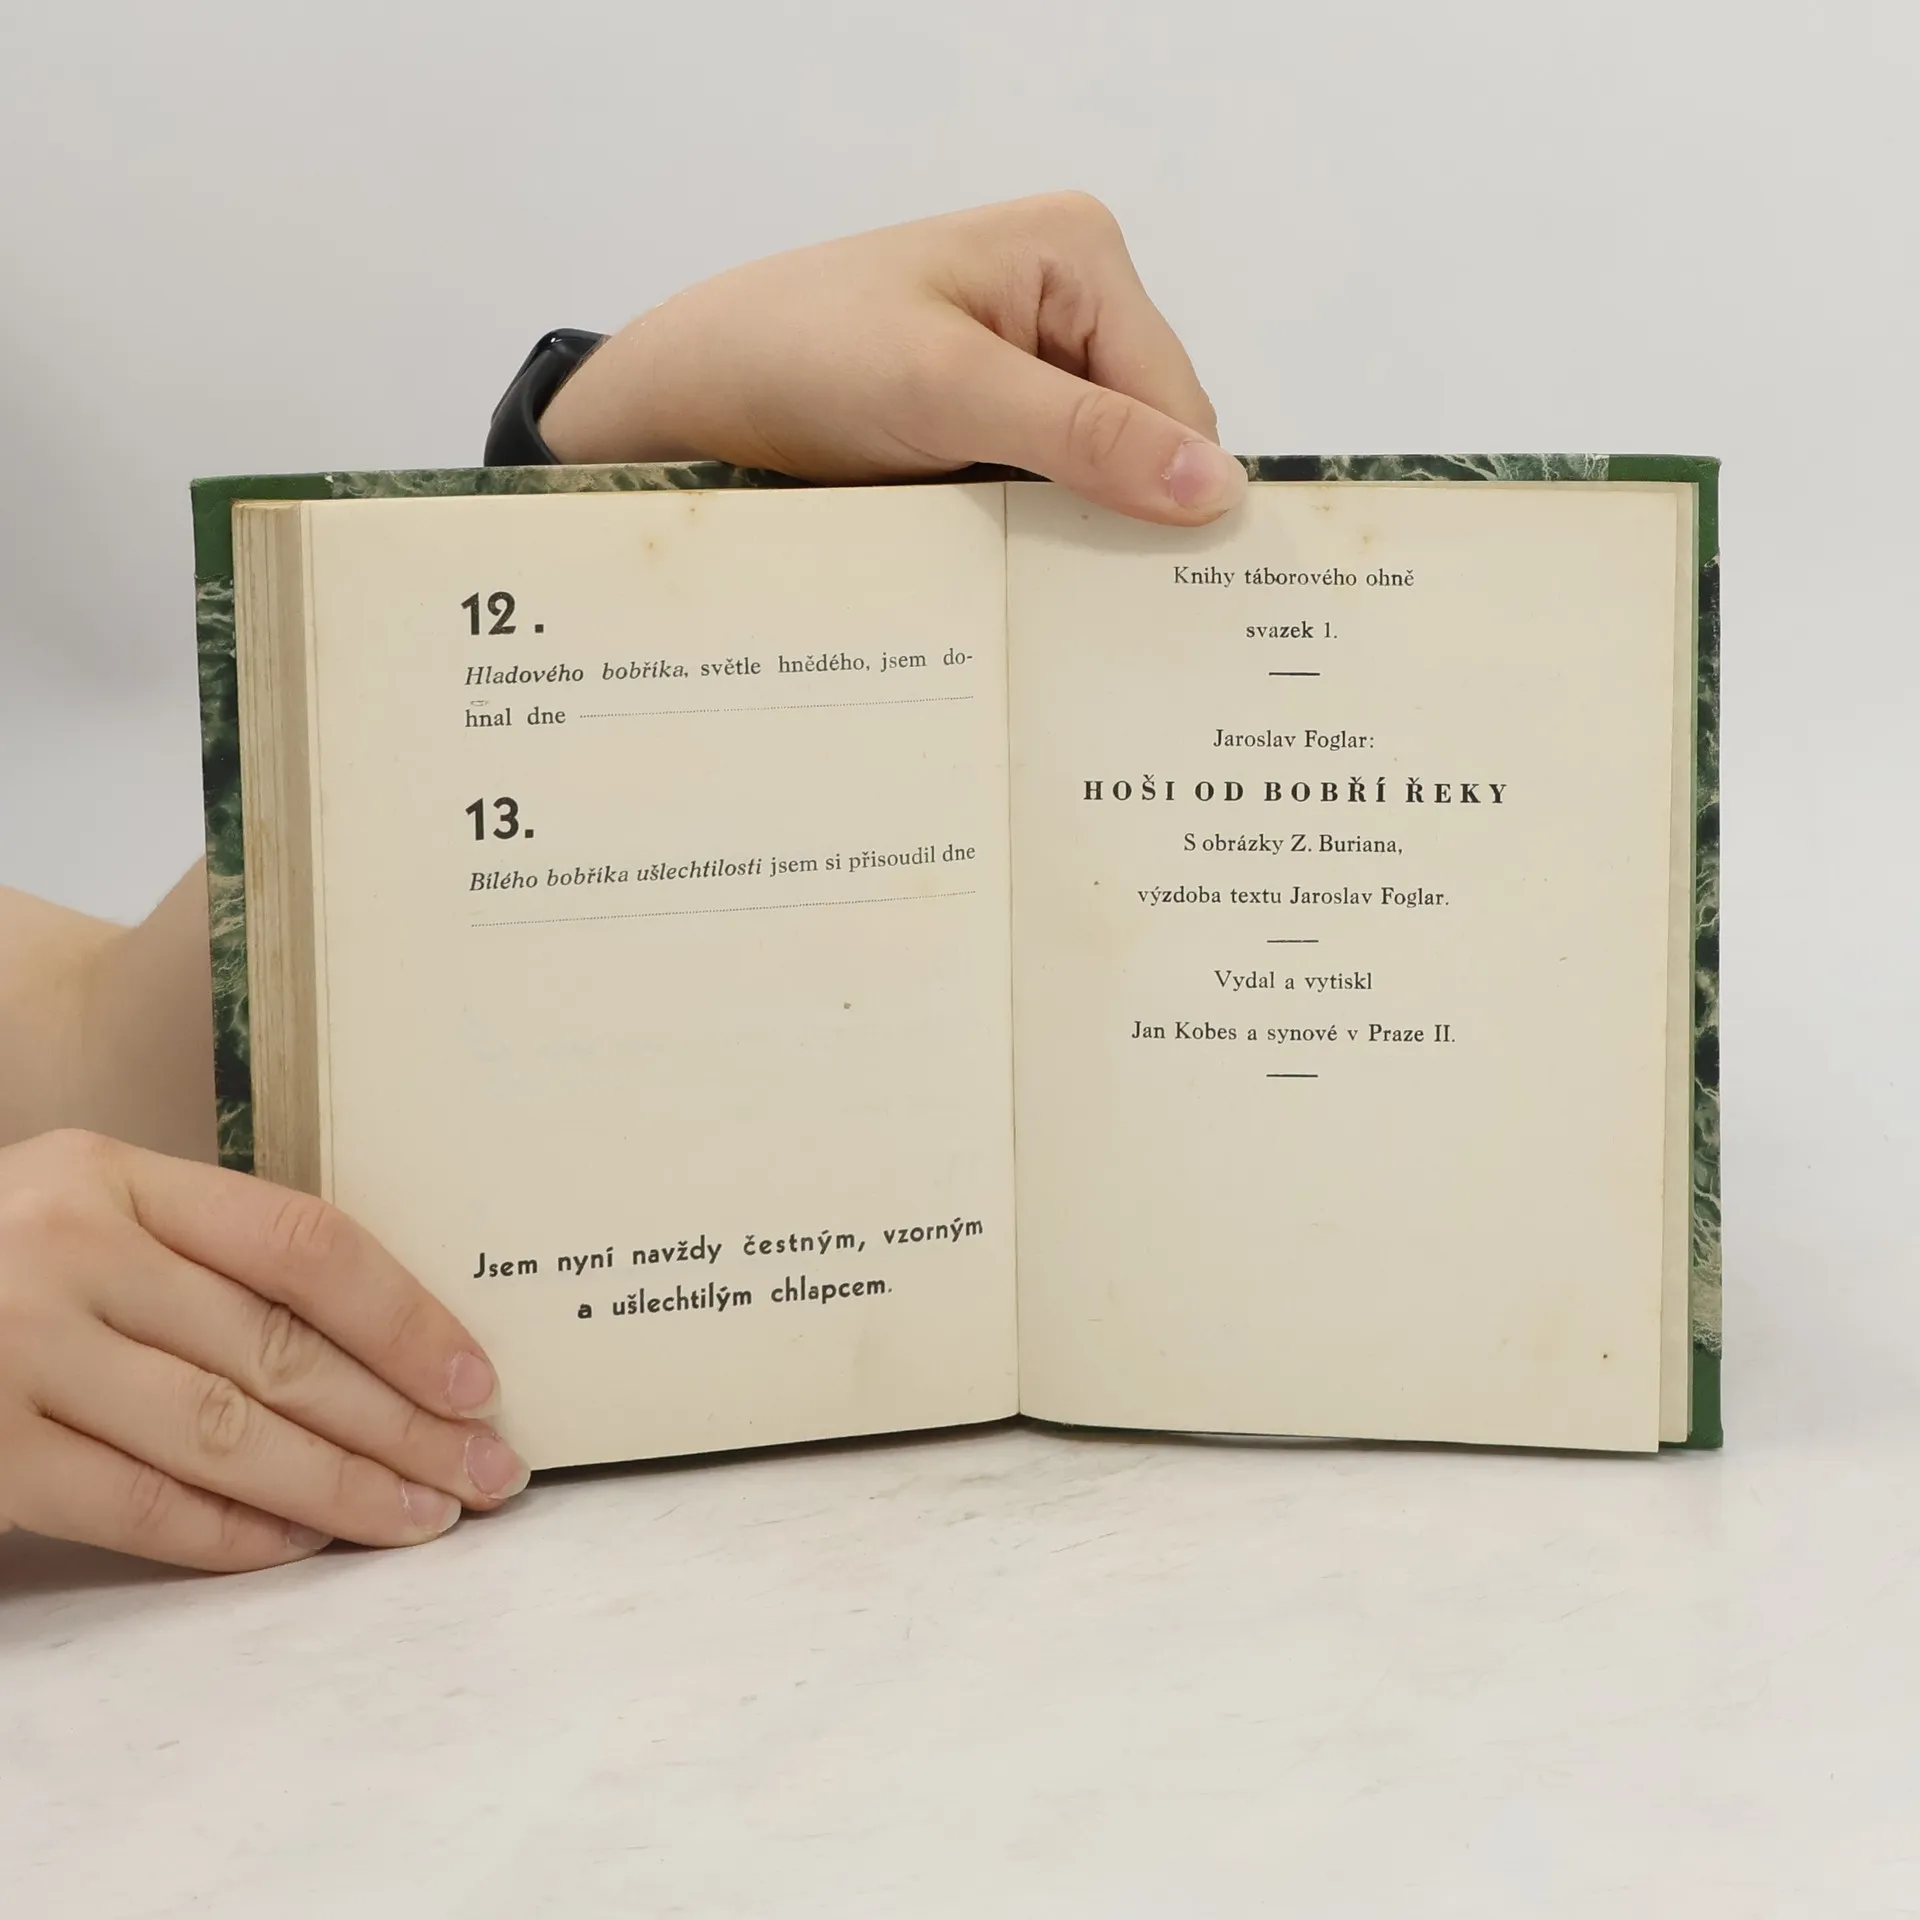 12.
Hladového bobříka, světle hnědého, jsem do-
hnal dne
13.
Bílého bobříka ušlechtilosti jsem si přisoudil dne
Jsem nyní navždy čestným, vzorným
a ušlechtilým chlapcem.
Knihy táborového ohně
svazek 1.
Jaroslav Foglar:
HOŠI OD BOBŘÍ ŘEKY
S obrázky Z. Buriana,
výzdoba textu Jaroslav Foglar.
Vydal a vytiskl
Jan Kobes a synové v Praze II.